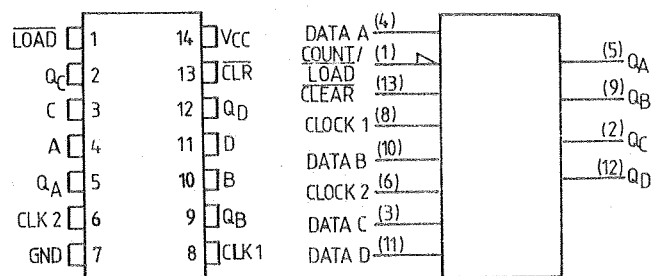 LOAD 1 14 VCC
QC 2 13 CLR
C 3 12 QD
A 4 11 D
QA 5 10 B
CLK 2 6 9 QB
GND 7 8 CLK1
DATA A (4)
COUNT/ (1)
LOAD
CLEAR (13)
CLOCK 1 (8)
DATA B (10)
CLOCK 2 (6)
DATA C (3)
DATA D (11)
(5) QA
(9) QB
(2) QC
(12) QD